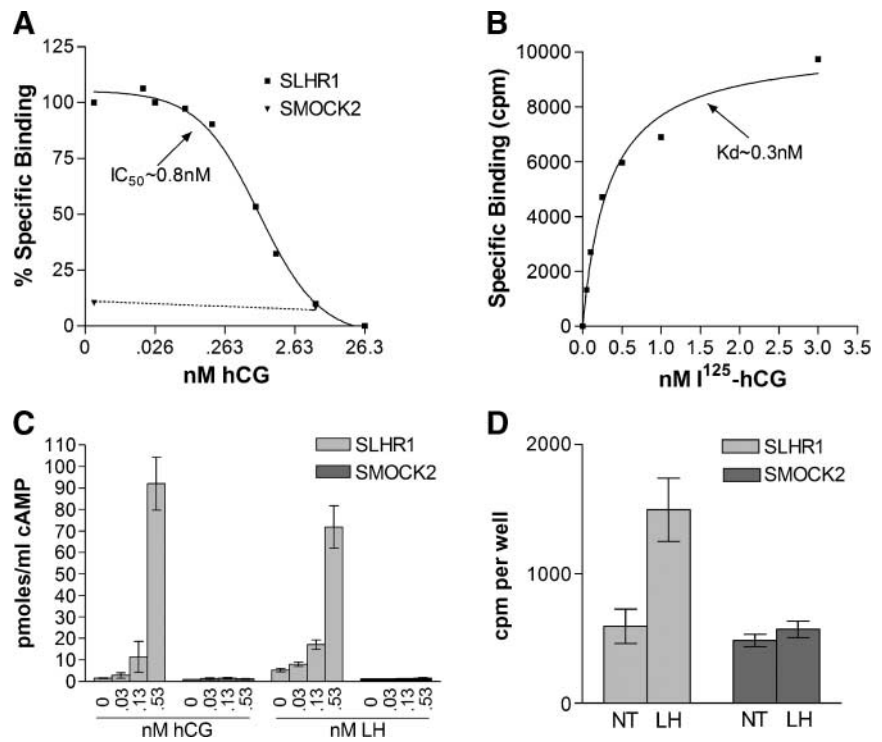 A
125
100
75
50
25
0
% Specific Binding
SLHR1
SMOCK2
IC50~0.8nM
0 .026 .263 2.63 26.3
nM hCG
B
10000
8000
6000
4000
2000
0
Specific Binding (cpm)
Kd~0.3nM
0.0 0.5 1.0 1.5 2.0 2.5 3.0 3.5
nM I125-hCG
C
110
100
90
80
70
60
50
40
30
20
10
0
pmoles/ml cAMP
SLHR1
SMOCK2
0 .03 .13 .53 0 .03 .13 .53 0 .03 .13 .53 0 .03 .13 .53
nM hCG nM LH
D
2000
1000
0
cpm per well
SLHR1
SMOCK2
NT LH NT LH